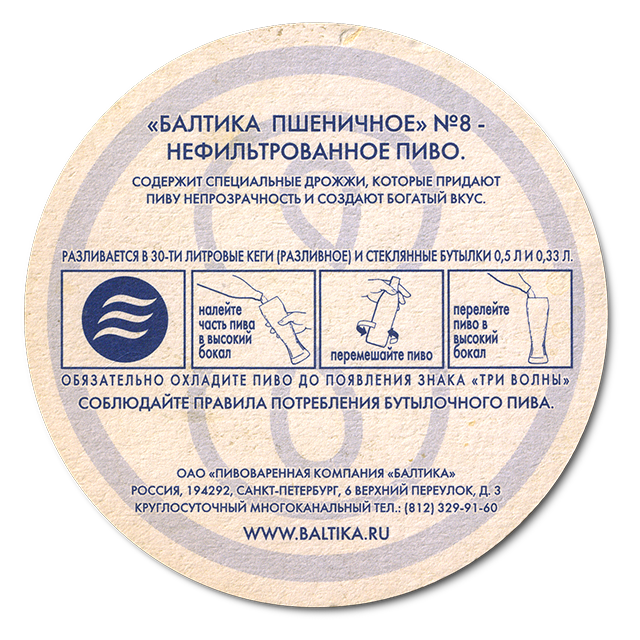 «БАЛТИКА ПШЕНИЧНОЕ» №8 -
НЕФИЛЬТРОВАННОЕ ПИВО.
СОДЕРЖИТ СПЕЦИАЛЬНЫЕ ДРОЖЖИ, КОТОРЫЕ ПРИДАЮТ
ПИВУ НЕПРОЗРАЧНОСТЬ И СОЗДАЮТ БОГАТЫЙ ВКУС.
РАЗЛИВАЕТСЯ В 30-ТИ ЛИТРОВЫЕ КЕГИ (РАЗЛИВНОЕ) И СТЕКЛЯННЫЕ БУТЫЛКИ 0,5 Л И 0,33 Л.
налейте
часть пива
в высокий
бокал
перемешайте пиво
перелейте
пиво в
высокий
бокал
ОБЯЗАТЕЛЬНО ОХЛАДИТЕ ПИВО ДО ПОЯВЛЕНИЯ ЗНАКА «ТРИ ВОЛНЫ»
СОБЛЮДАЙТЕ ПРАВИЛА ПОТРЕБЛЕНИЯ БУТЫЛОЧНОГО ПИВА.
ОАО «ПИВОВАРЕННАЯ КОМПАНИЯ «БАЛТИКА»
РОССИЯ, 194292, САНКТ-ПЕТЕРБУРГ, 6 ВЕРХНИЙ ПЕРЕУЛОК, Д. 3
КРУГЛОСУТОЧНЫЙ МНОГОКАНАЛЬНЫЙ ТЕЛ.: (812) 329-91-60
WWW.BALTIKA.RU